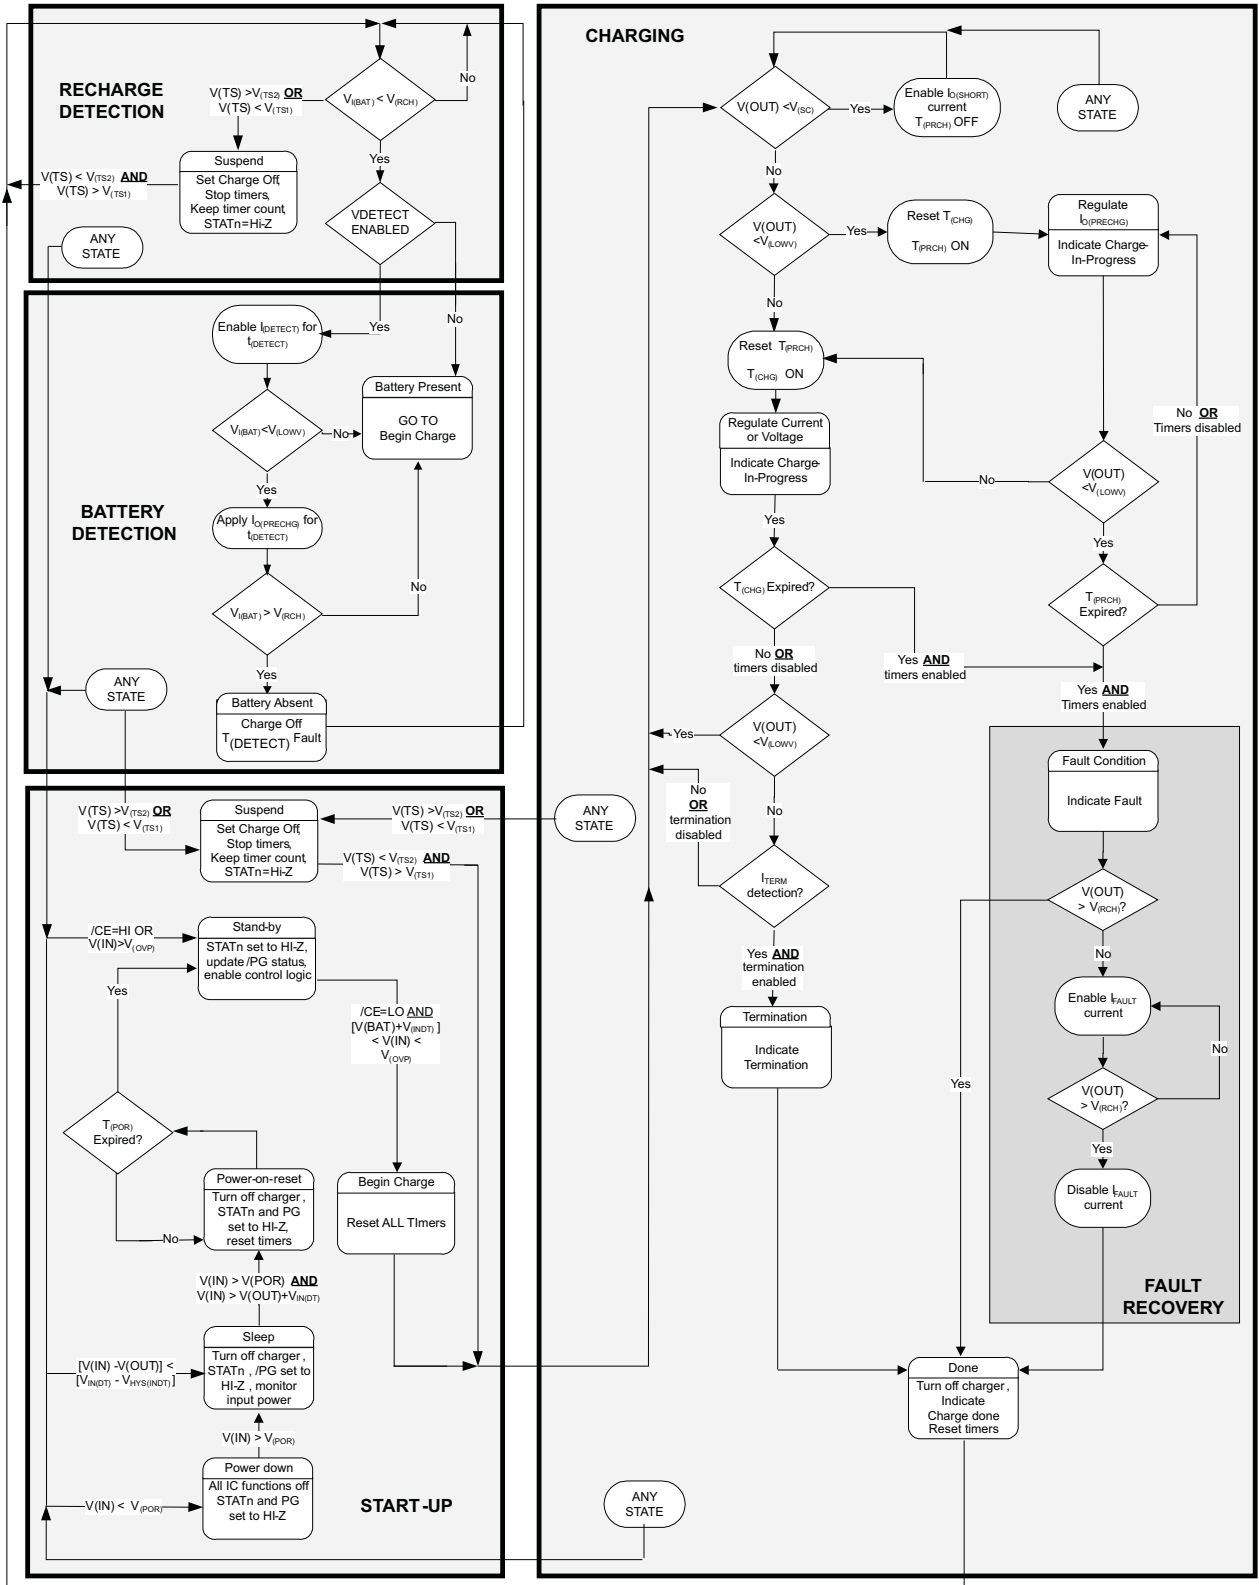 RECHARGE
DETECTION
V(TS) >V(TS2) OR
V(TS) < V(TS1)
VI(BAT) < V(RCH)
No
Yes
Suspend
Set Charge Off,
Stop timers,
Keep timer count,
STATn=Hi-Z
V(TS) < V(TS2) AND
V(TS) > V(TS1)
ANY
STATE
VDETECT
ENABLED
Yes
No
BATTERY
DETECTION
Enable I(DETECT) for
t(DETECT)
VI(BAT)<V(LOWV)
No
Battery Present
GO TO
Begin Charge
Yes
Apply IO(PRECHG) for
t(DETECT)
VI(BAT) > V(RCH)
No
Yes
Battery Absent
Charge Off
T(DETECT) Fault
ANY
STATE
V(TS) >V(TS2) OR
V(TS) < V(TS1)
Suspend
Set Charge Off,
Stop timers,
Keep timer count,
STATn=Hi-Z
V(TS) >V(TS2) OR
V(TS) < V(TS1)
ANY
STATE
V(TS) < V(TS2) AND
V(TS) > V(TS1)
/CE=HI OR
V(IN)>V(OVP)
Stand-by
STATn set to HI-Z,
update /PG status,
enable control logic
Yes
/CE=LO AND
[V(BAT)+V(INDT) ]
< V(IN) <
V(OVP)
T(POR)
Expired?
No
Power-on-reset
Turn off charger ,
STATn and PG
set to HI-Z,
reset timers
Begin Charge
Reset ALL TImers
V(IN) > V(POR) AND
V(IN) > V(OUT)+VIN(DT)
Sleep
Turn off charger ,
STATn , /PG set to
HI-Z , monitor
input power
[V(IN) -V(OUT)] <
[VIN(DT) - VHYS(INDT)]
V(IN) > V(POR)
Power down
All IC functions off
STATn and PG
set to HI-Z
V(IN) < V(POR)
START-UP
CHARGING
V(OUT) <V(SC)
Yes
Enable IO(SHORT)
current
T(PRCH) OFF
ANY
STATE
No
V(OUT)
<V(LOWV)
Yes
Reset T(CHG)
T(PRCH) ON
Regulate
IO(PRECHG)
Indicate Charge-
In-Progress
No
Reset T(PRCH)
T(CHG) ON
Regulate Current
or Voltage
Indicate Charge-
In-Progress
No OR
Timers disabled
No
V(OUT)
<V(LOWV)
Yes
Yes
T(CHG) Expired?
T(PRCH)
Expired?
No OR
timers disabled
Yes AND
timers enabled
Yes AND
Timers enabled
V(OUT)
<V(LOWV)
Yes
No
OR
termination
disabled
No
ITERM
detection?
Yes AND
termination
enabled
Termination
Indicate
Termination
Fault Condition
Indicate Fault
V(OUT)
> V(RCH)?
No
Enable IFAULT
current
No
V(OUT)
> V(RCH)?
Yes
Yes
Disable IFAULT
current
FAULT
RECOVERY
Done
Turn off charger ,
Indicate
Charge done
Reset timers
ANY
STATE